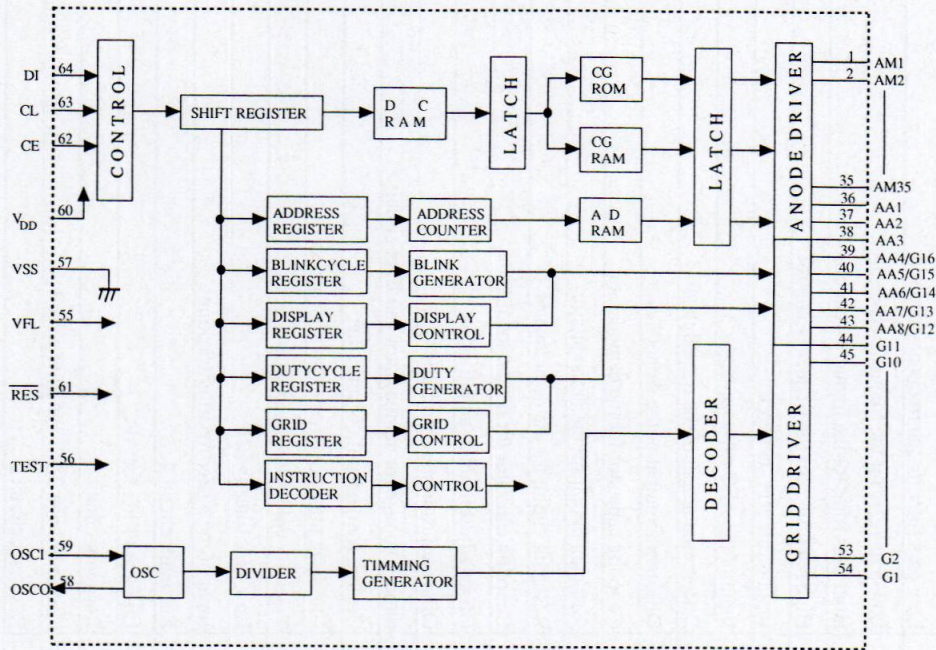 DI
64
CL
63
CE
62
V_DD
60
VSS
57
VFL
55
RES
61
TEST
56
OSCI
59
OSCO
58
CONTROL
SHIFT REGISTER
D C
RAM
LATCH
CG
ROM
CG
RAM
LATCH
ADDRESS
REGISTER
ADDRESS
COUNTER
A D
RAM
BLINKCYCLE
REGISTER
BLINK
GENERATOR
DISPLAY
REGISTER
DISPLAY
CONTROL
DUTYCYCLE
REGISTER
DUTY
GENERATOR
GRID
REGISTER
GRID
CONTROL
INSTRUCTION
DECODER
CONTROL
OSC
DIVIDER
TIMMING
GENERATOR
DECODER
ANODE DRIVER
GRID DRIVER
1 AM1
2 AM2
35 AM35
36 AA1
37 AA2
38 AA3
39 AA4/G16
40 AA5/G15
41 AA6/G14
42 AA7/G13
43 AA8/G12
44 G11
45 G10
53 G2
54 G1